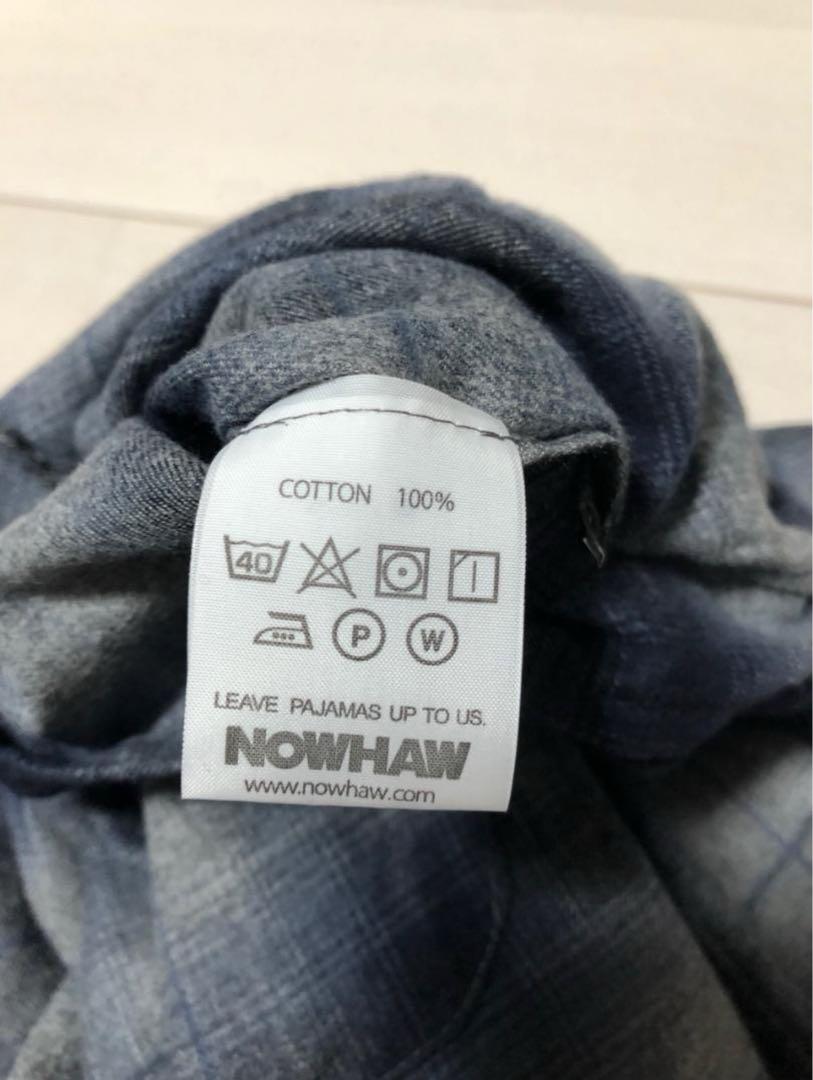 COTTON 100%
40
P W
LEAVE PAJAMAS UP TO US.
NOWHAW
www.nowhaw.com